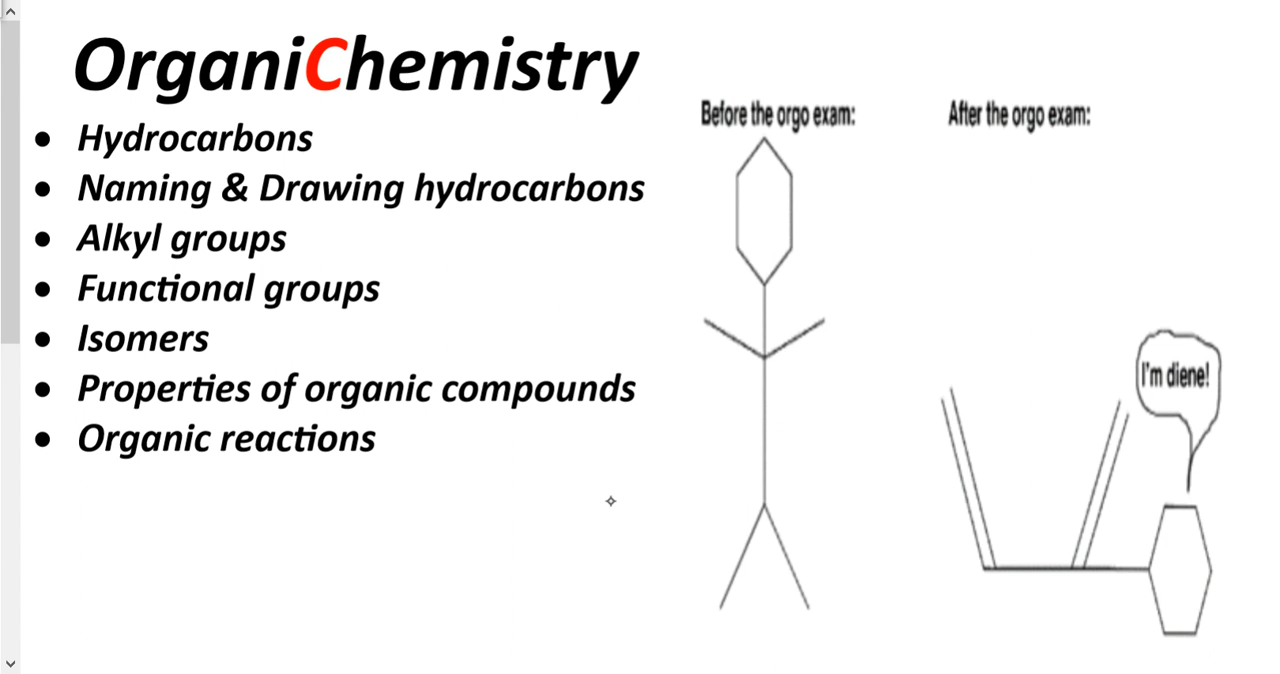 OrganiChemistry
• Hydrocarbons
• Naming & Drawing hydrocarbons
• Alkyl groups
• Functional groups
• Isomers
• Properties of organic compounds
• Organic reactions
Before the orgo exam:
After the orgo exam:
I'm diene!